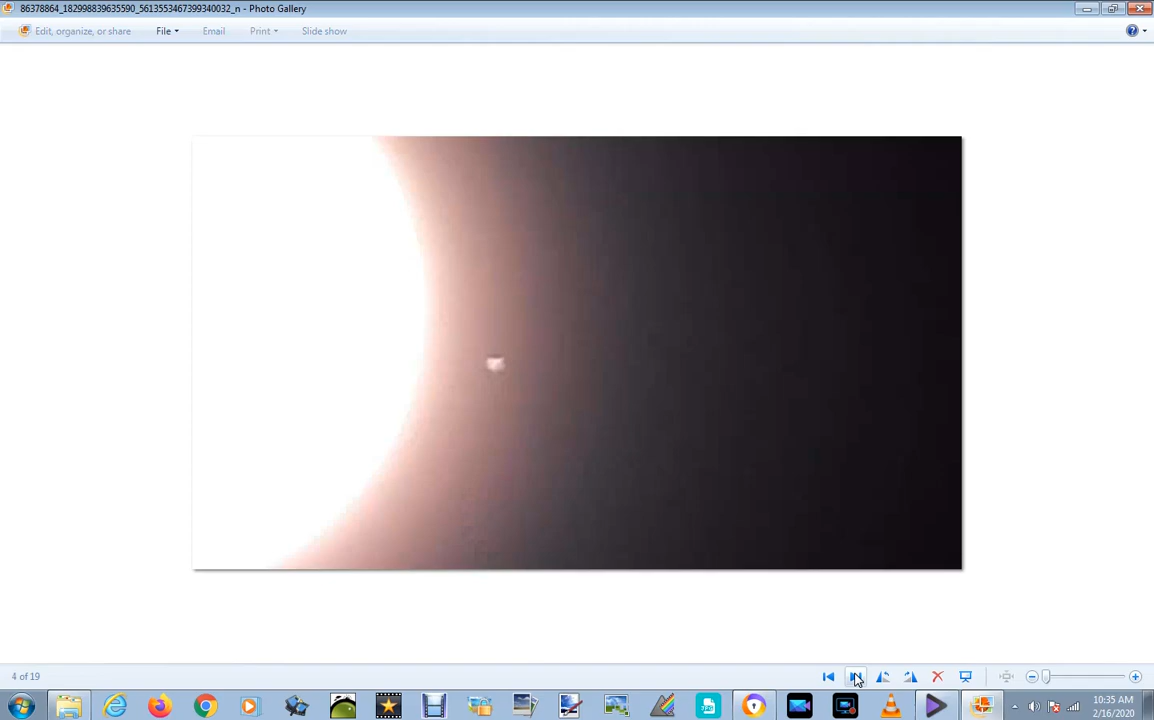 86378864_182998839635590_5613553467399340032_n - Photo Gallery
Edit, organize, or share File Email Print Slide show
4 of 19
JPG
10:35 AM
2/16/2020